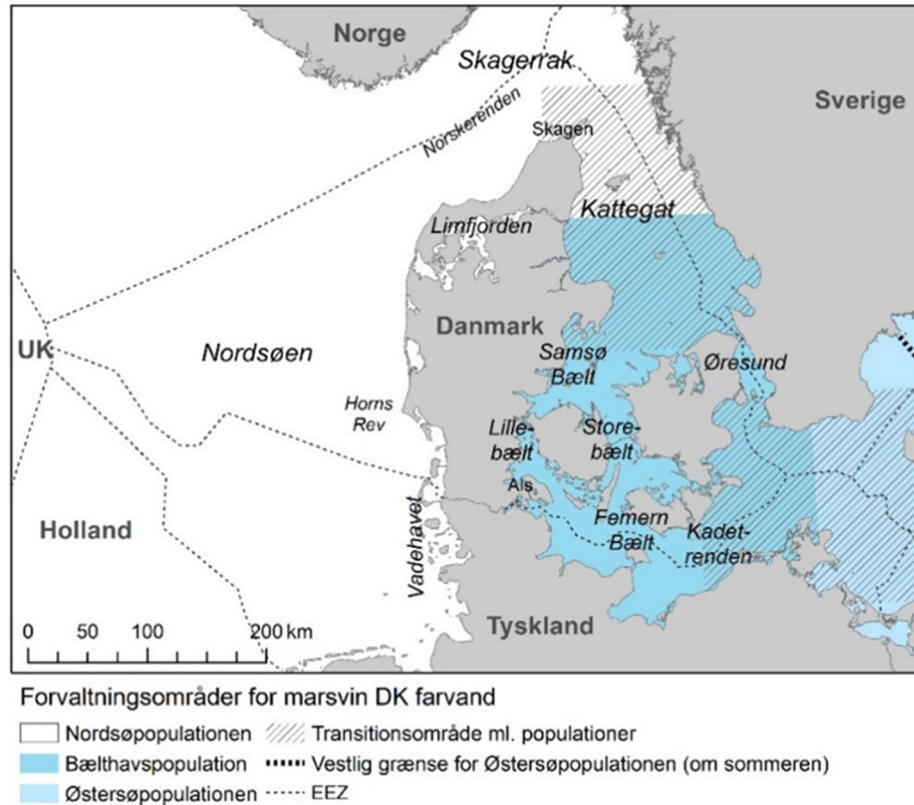 Norge
Skagerrak
Sverige
Norskerenden
Skagen
Kattegat
Limfjorden
Danmark
UK
Nordsøen
Samsø
Bælt
Øresund
Horns
Rev
Lille-
bælt
Store-
bælt
Als
Vadehavet
Femern
Bælt
Kadet-
renden
Holland
Tyskland
0 50 100 200 km
Forvaltningsområder for marsvin DK farvand
Nordsøpopulationen Transitionsområde ml. populationer
Bælthavspopulation Vestlig grænse for Østersøpopulationen (om sommeren)
Østersøpopulationen EEZ